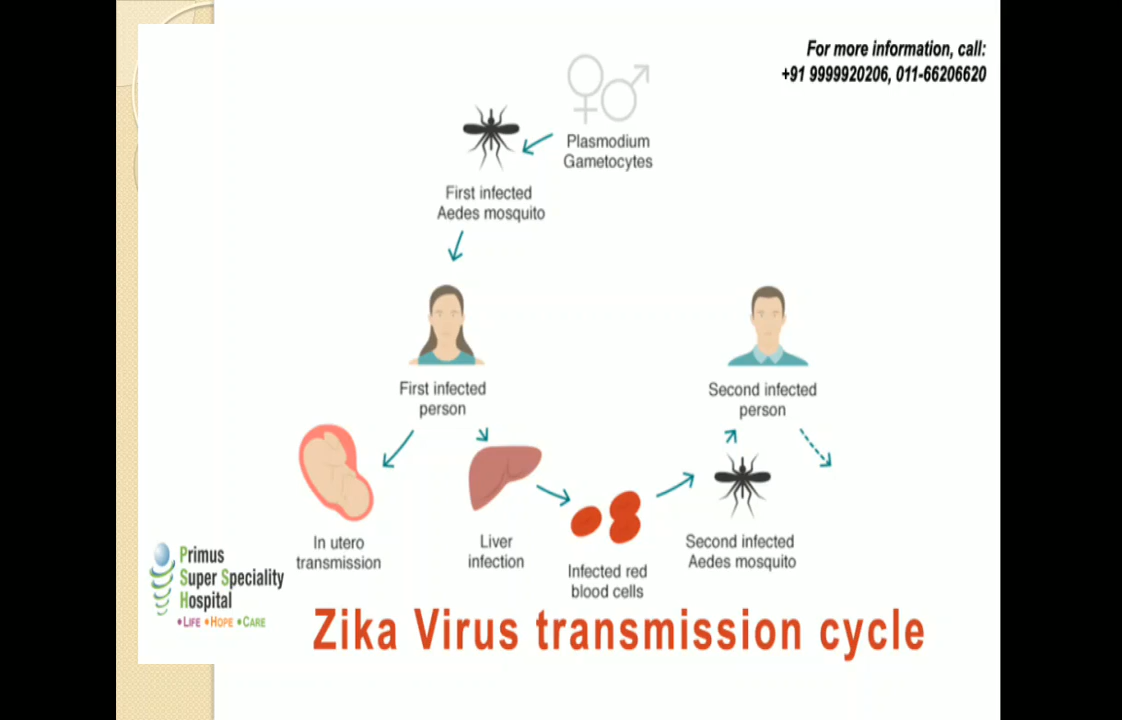 For more information, call:
+91 9999920206, 011-66206620
Plasmodium
Gametocytes
First infected
Aedes mosquito
First infected
person
Second infected
person
In utero
transmission
Liver
infection
Infected red
blood cells
Second infected
Aedes mosquito
Primus
Super Speciality
Hospital
•LIFE •HOPE •CARE
Zika Virus transmission cycle